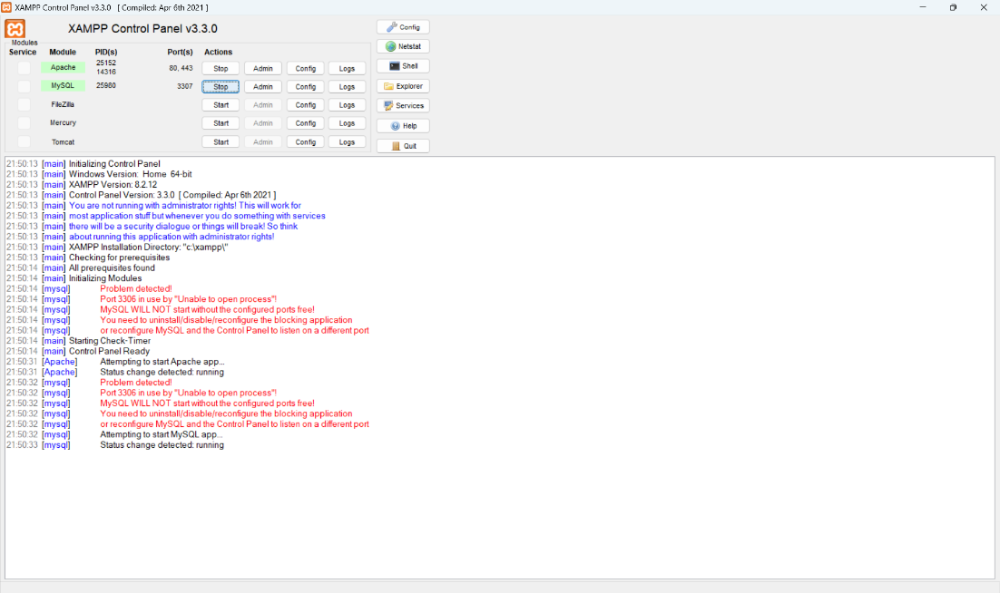 XAMPP Control Panel v3.3.0 [ Compiled: Apr 6th 2021 ]
XAMPP Control Panel v3.3.0
Config
Modules
Service Module PID(s) Port(s) Actions
Netstat
Apache 25152 14316 80, 443 Stop Admin Config Logs
Shell
MySQL 25980 3307 Stop Admin Config Logs
Explorer
FileZilla Start Admin Config Logs
Services
Mercury Start Admin Config Logs
Help
Tomcat Start Admin Config Logs
Quit
21:50:13 [main] Initializing Control Panel
21:50:13 [main] Windows Version: Home 64-bit
21:50:13 [main] XAMPP Version: 8.2.12
21:50:13 [main] Control Panel Version: 3.3.0 [ Compiled: Apr 6th 2021 ]
21:50:13 [main] You are not running with administrator rights! This will work for
21:50:13 [main] most application stuff but whenever you do something with services
21:50:13 [main] there will be a security dialogue or things will break! So think
21:50:13 [main] about running this application with administrator rights!
21:50:13 [main] XAMPP Installation Directory: "c:\xampp\"
21:50:13 [main] Checking for prerequisites
21:50:14 [main] All prerequisites found
21:50:14 [main] Initializing Modules
21:50:14 [mysql] Problem detected!
21:50:14 [mysql] Port 3306 in use by "Unable to open process"!
21:50:14 [mysql] MySQL WILL NOT start without the configured ports free!
21:50:14 [mysql] You need to uninstall/disable/reconfigure the blocking application
21:50:14 [mysql] or reconfigure MySQL and the Control Panel to listen on a different port
21:50:14 [main] Starting Check-Timer
21:50:14 [main] Control Panel Ready
21:50:31 [Apache] Attempting to start Apache app...
21:50:31 [Apache] Status change detected: running
21:50:32 [mysql] Problem detected!
21:50:32 [mysql] Port 3306 in use by "Unable to open process"!
21:50:32 [mysql] MySQL WILL NOT start without the configured ports free!
21:50:32 [mysql] You need to uninstall/disable/reconfigure the blocking application
21:50:32 [mysql] or reconfigure MySQL and the Control Panel to listen on a different port
21:50:32 [mysql] Attempting to start MySQL app...
21:50:33 [mysql] Status change detected: running